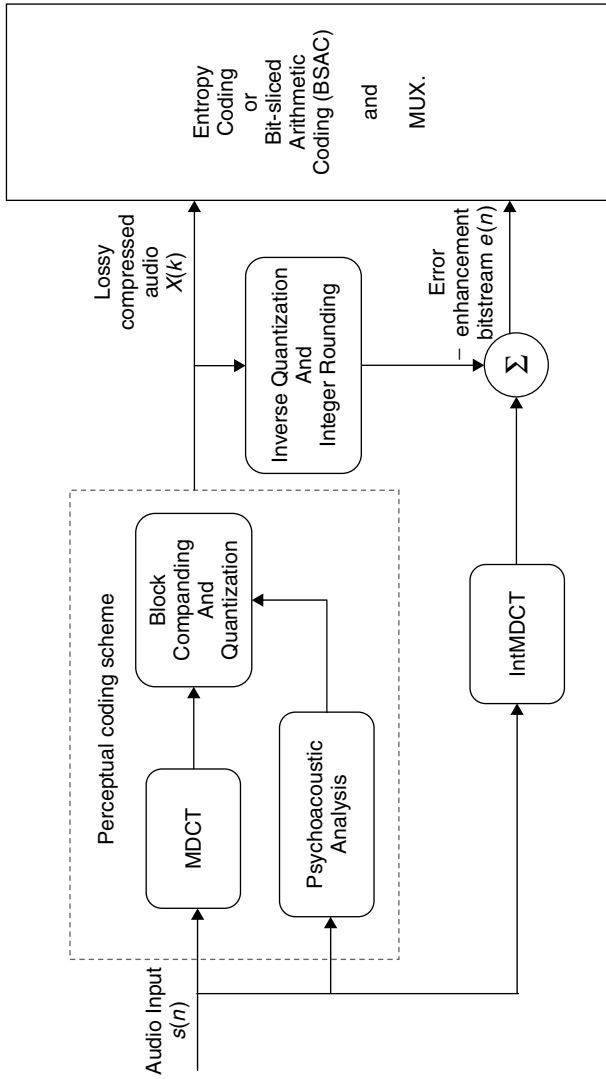 Audio Input
s(n)
Perceptual coding scheme
MDCT
Block
Companding
And
Quantization
Psychoacoustic
Analysis
IntMDCT
Inverse Quantization
And
Integer Rounding
Lossy
compressed
audio
X(k)
–
Error
enhancement
bitstream e(n)
Σ
Entropy
Coding
or
Bit-sliced
Arithmetic
Coding (BSAC)
and
MUX.